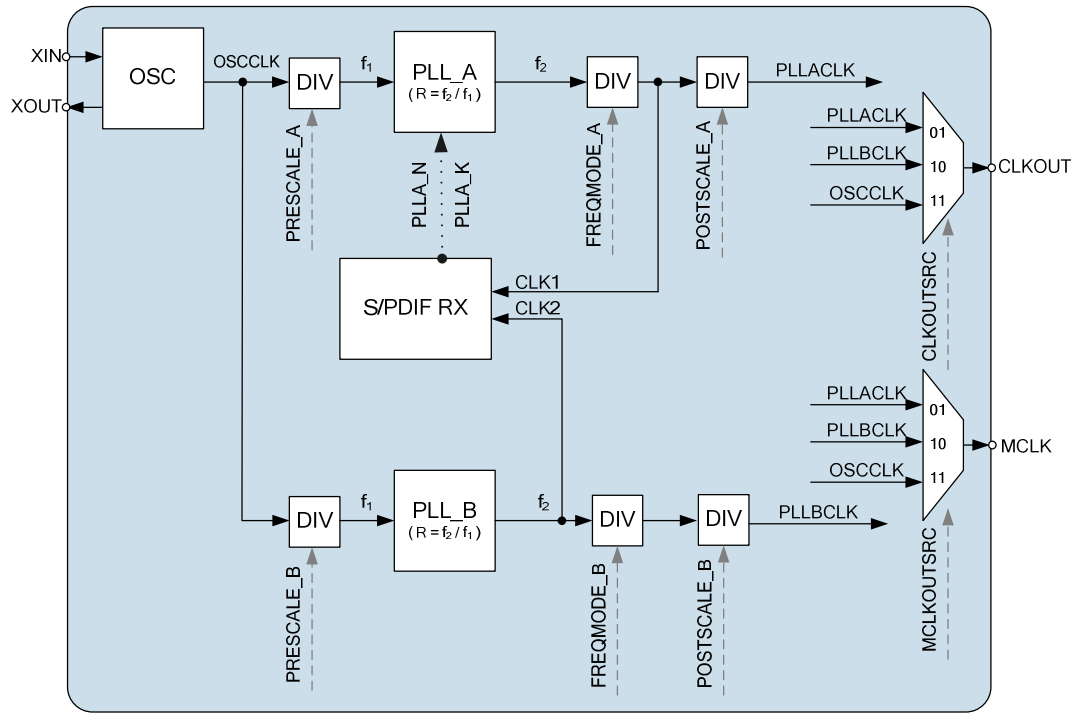 XIN
XOUT
OSC
OSCCLK
DIV
f1
PLL_A
(R = f2 / f1)
f2
DIV
DIV
PLLACLK
PRESCALE_A
PLLA_N
PLLA_K
FREQMODE_A
POSTSCALE_A
PLLACLK
01
PLLBCLK
10
OSCCLK
11
CLKOUT
CLKOUTSRC
S/PDIF RX
CLK1
CLK2
PLLACLK
01
PLLBCLK
10
OSCCLK
11
MCLK
MCLKOUTSRC
DIV
f1
PLL_B
(R = f2 / f1)
f2
DIV
DIV
PLLBCLK
PRESCALE_B
FREQMODE_B
POSTSCALE_B